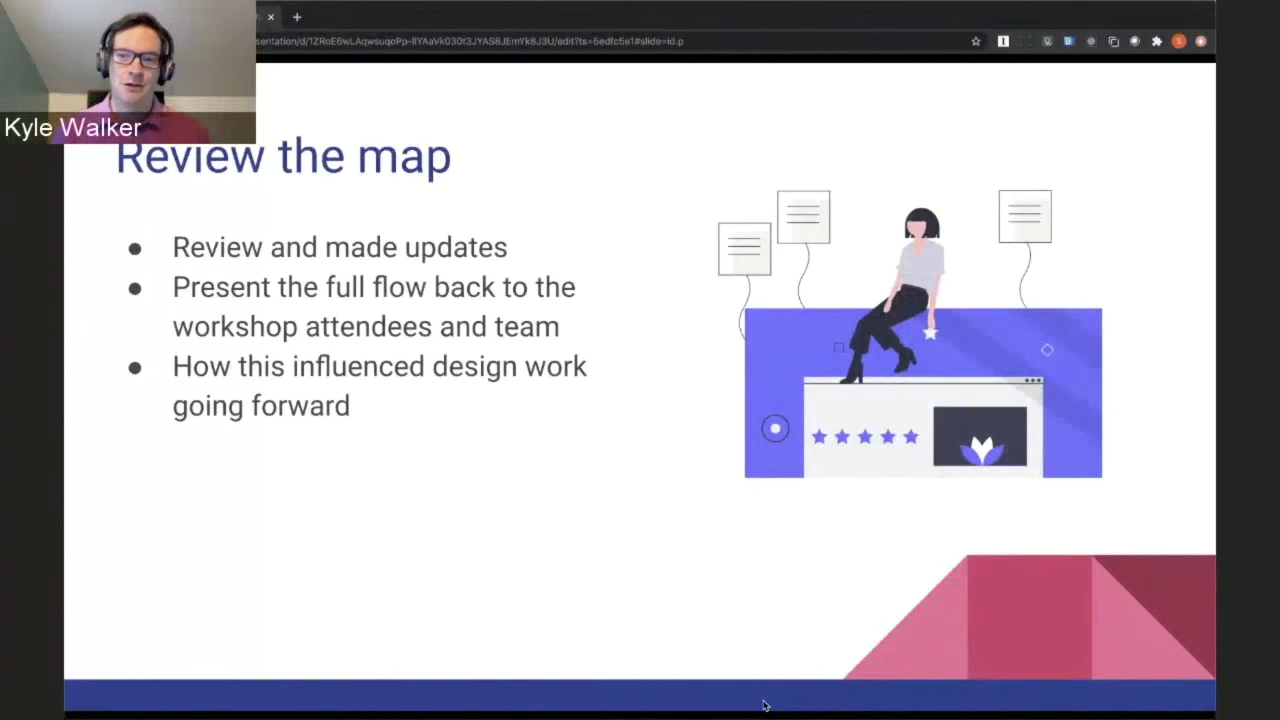 Kyle Walker
Review the map
● Review and made updates
● Present the full flow back to the
workshop attendees and team
● How this influenced design work
going forward